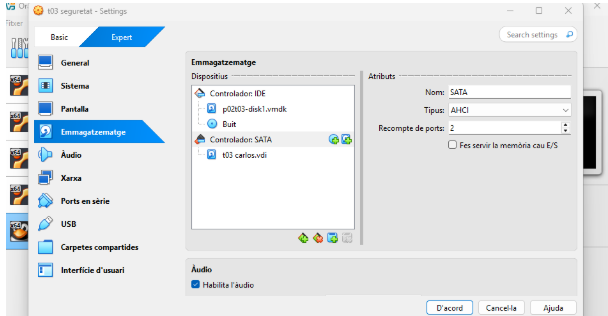 t03 seguretat - Settings
Fitxer
Basic Expert
Search settings
General
Sistema
Pantalla
Emmagatzematge
Àudio
Xarxa
Ports en sèrie
USB
Carpetes compartides
Interfície d'usuari
Emmagatzematge
Dispositius
Controlador: IDE
p02t03-disk1.vmdk
Buit
Controlador: SATA
t03 carlos.vdi
Atributs
Nom: SATA
Tipus: AHCI
Recompte de ports: 2
Fes servir la memòria cau E/S
Àudio
Habilita l'àudio
D'acord Cancel·la Ajuda